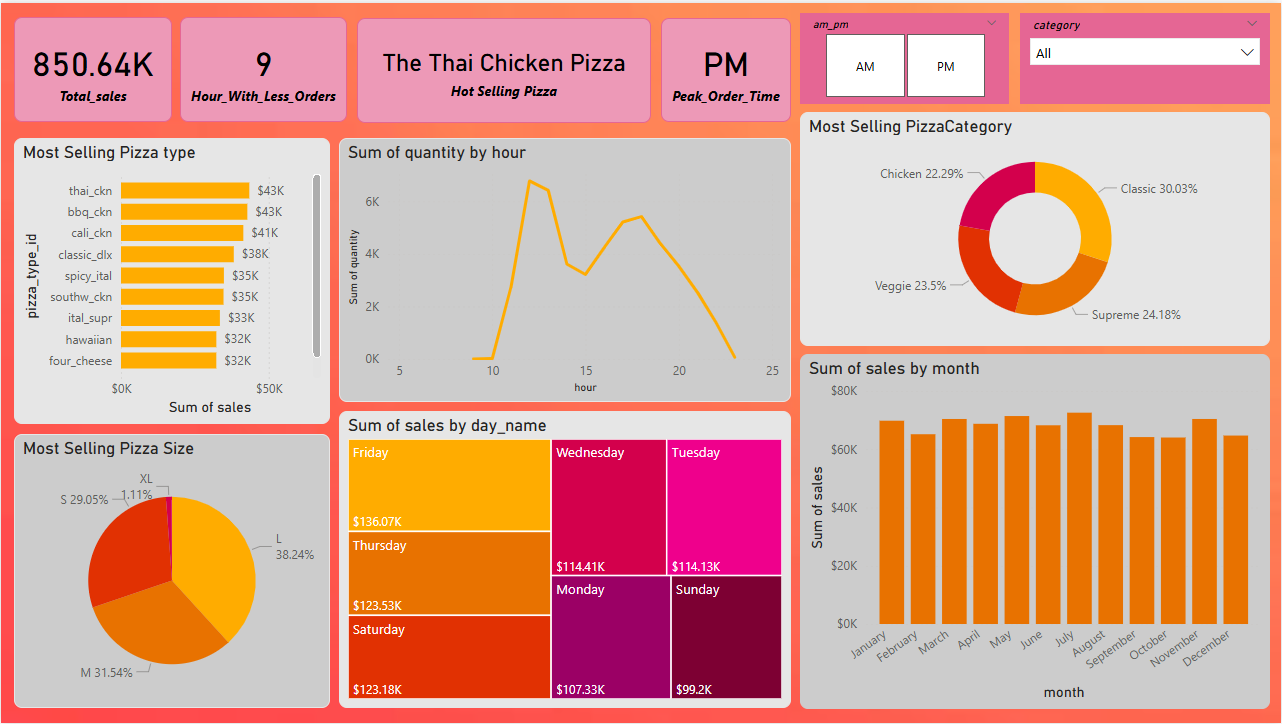 850.64K
Total_sales
9
Hour_With_Less_Orders
The Thai Chicken Pizza
Hot Selling Pizza
PM
Peak_Order_Time
am_pm
AM
PM
category
All
Most Selling Pizza type
pizza_type_id
thai_ckn $43K
bbq_ckn $43K
cali_ckn $41K
classic_dlx $38K
spicy_ital $35K
southw_ckn $35K
ital_supr $33K
hawaiian $32K
four_cheese $32K
$0K $50K
Sum of sales
Sum of quantity by hour
Sum of quantity
6K
4K
2K
0K
5 10 15 20 25
hour
Most Selling PizzaCategory
Chicken 22.29%
Classic 30.03%
Veggie 23.5%
Supreme 24.18%
Most Selling Pizza Size
XL
1.11%
S 29.05%
L
38.24%
M 31.54%
Sum of sales by day_name
Friday
$136.07K
Thursday
$123.53K
Saturday
$123.18K
Wednesday
$114.41K
Tuesday
$114.13K
Monday
$107.33K
Sunday
$99.2K
Sum of sales by month
Sum of sales
$80K
$60K
$40K
$20K
$0K
January February March April May June July August September October November December
month